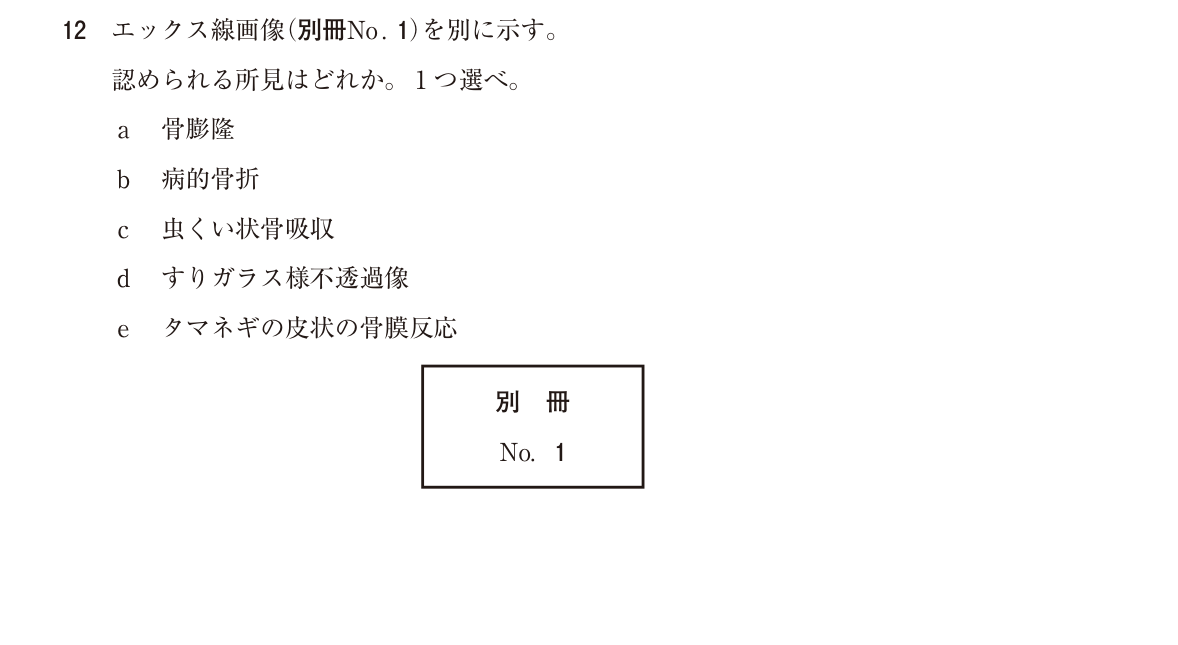 12 エックス線画像(別冊No. 1)を別に示す。
認められる所見はどれか。1つ選べ。
a 骨膨隆
b 病的骨折
c 虫くい状骨吸収
d すりガラス様不透過像
e タマネギの皮状の骨膜反応
別 冊
No. 1